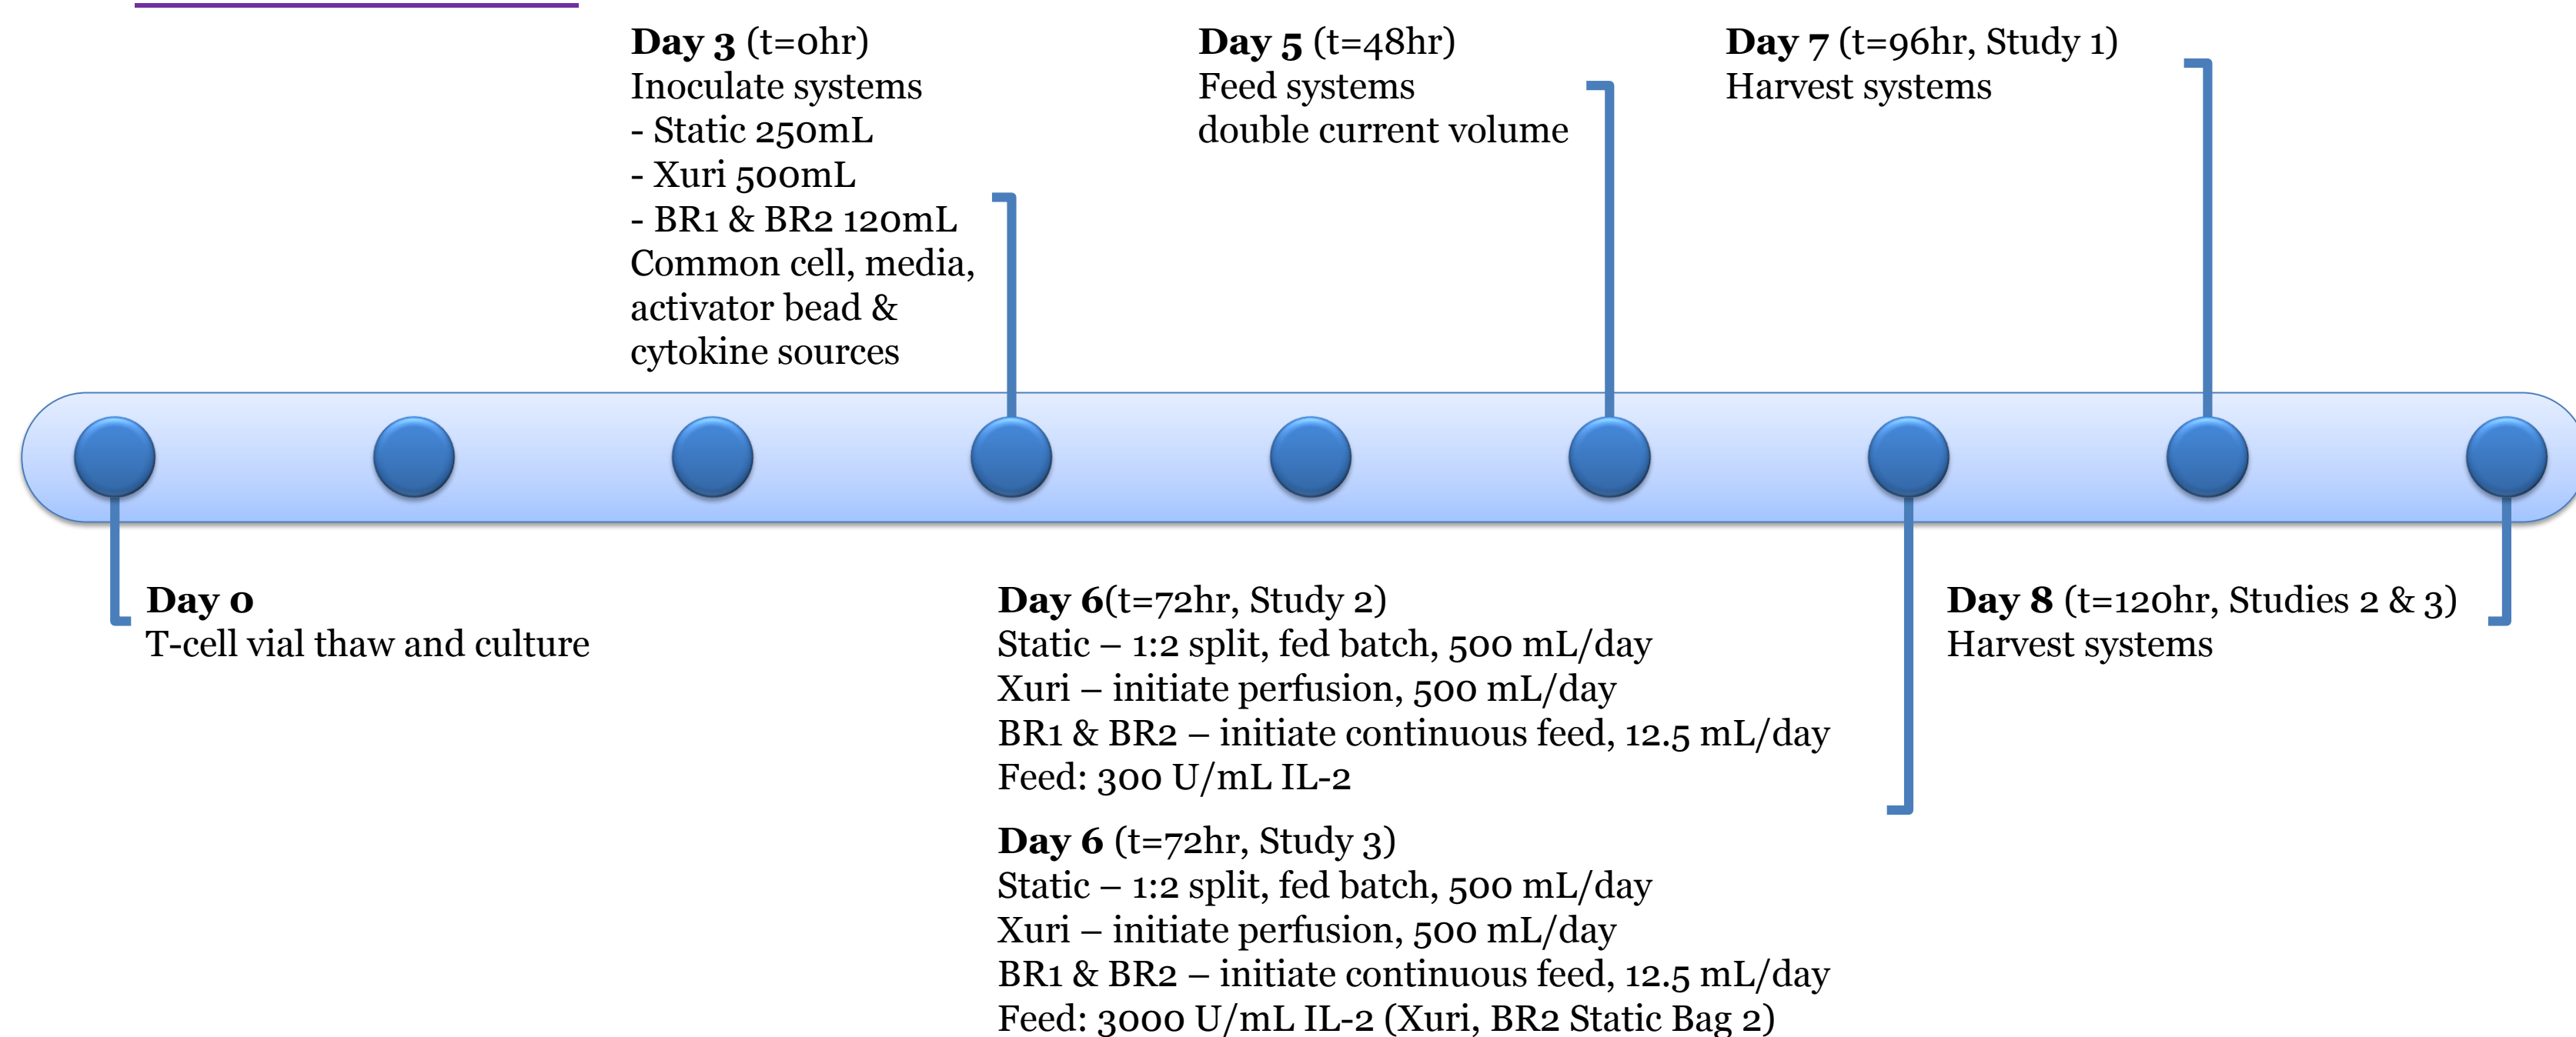 Day 3 (t=0hr)
Inoculate systems
- Static 250mL
- Xuri 500mL
- BR1 & BR2 120mL
Common cell, media,
activator bead &
cytokine sources
Day 5 (t=48hr)
Feed systems
double current volume
Day 7 (t=96hr, Study 1)
Harvest systems
Day 0
T-cell vial thaw and culture
Day 6(t=72hr, Study 2)
Static – 1:2 split, fed batch, 500 mL/day
Xuri – initiate perfusion, 500 mL/day
BR1 & BR2 – initiate continuous feed, 12.5 mL/day
Feed: 300 U/mL IL-2
Day 6 (t=72hr, Study 3)
Static – 1:2 split, fed batch, 500 mL/day
Xuri – initiate perfusion, 500 mL/day
BR1 & BR2 – initiate continuous feed, 12.5 mL/day
Feed: 3000 U/mL IL-2 (Xuri, BR2 Static Bag 2)
Day 8 (t=120hr, Studies 2 & 3)
Harvest systems